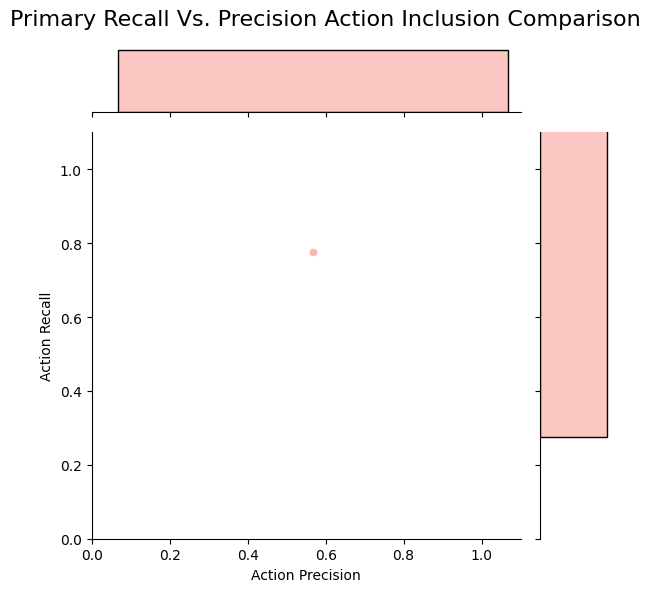 Primary Recall Vs. Precision Action Inclusion Comparison
1.0
0.8
0.6
0.4
0.2
0.0
Action Recall
0.0 0.2 0.4 0.6 0.8 1.0
Action Precision